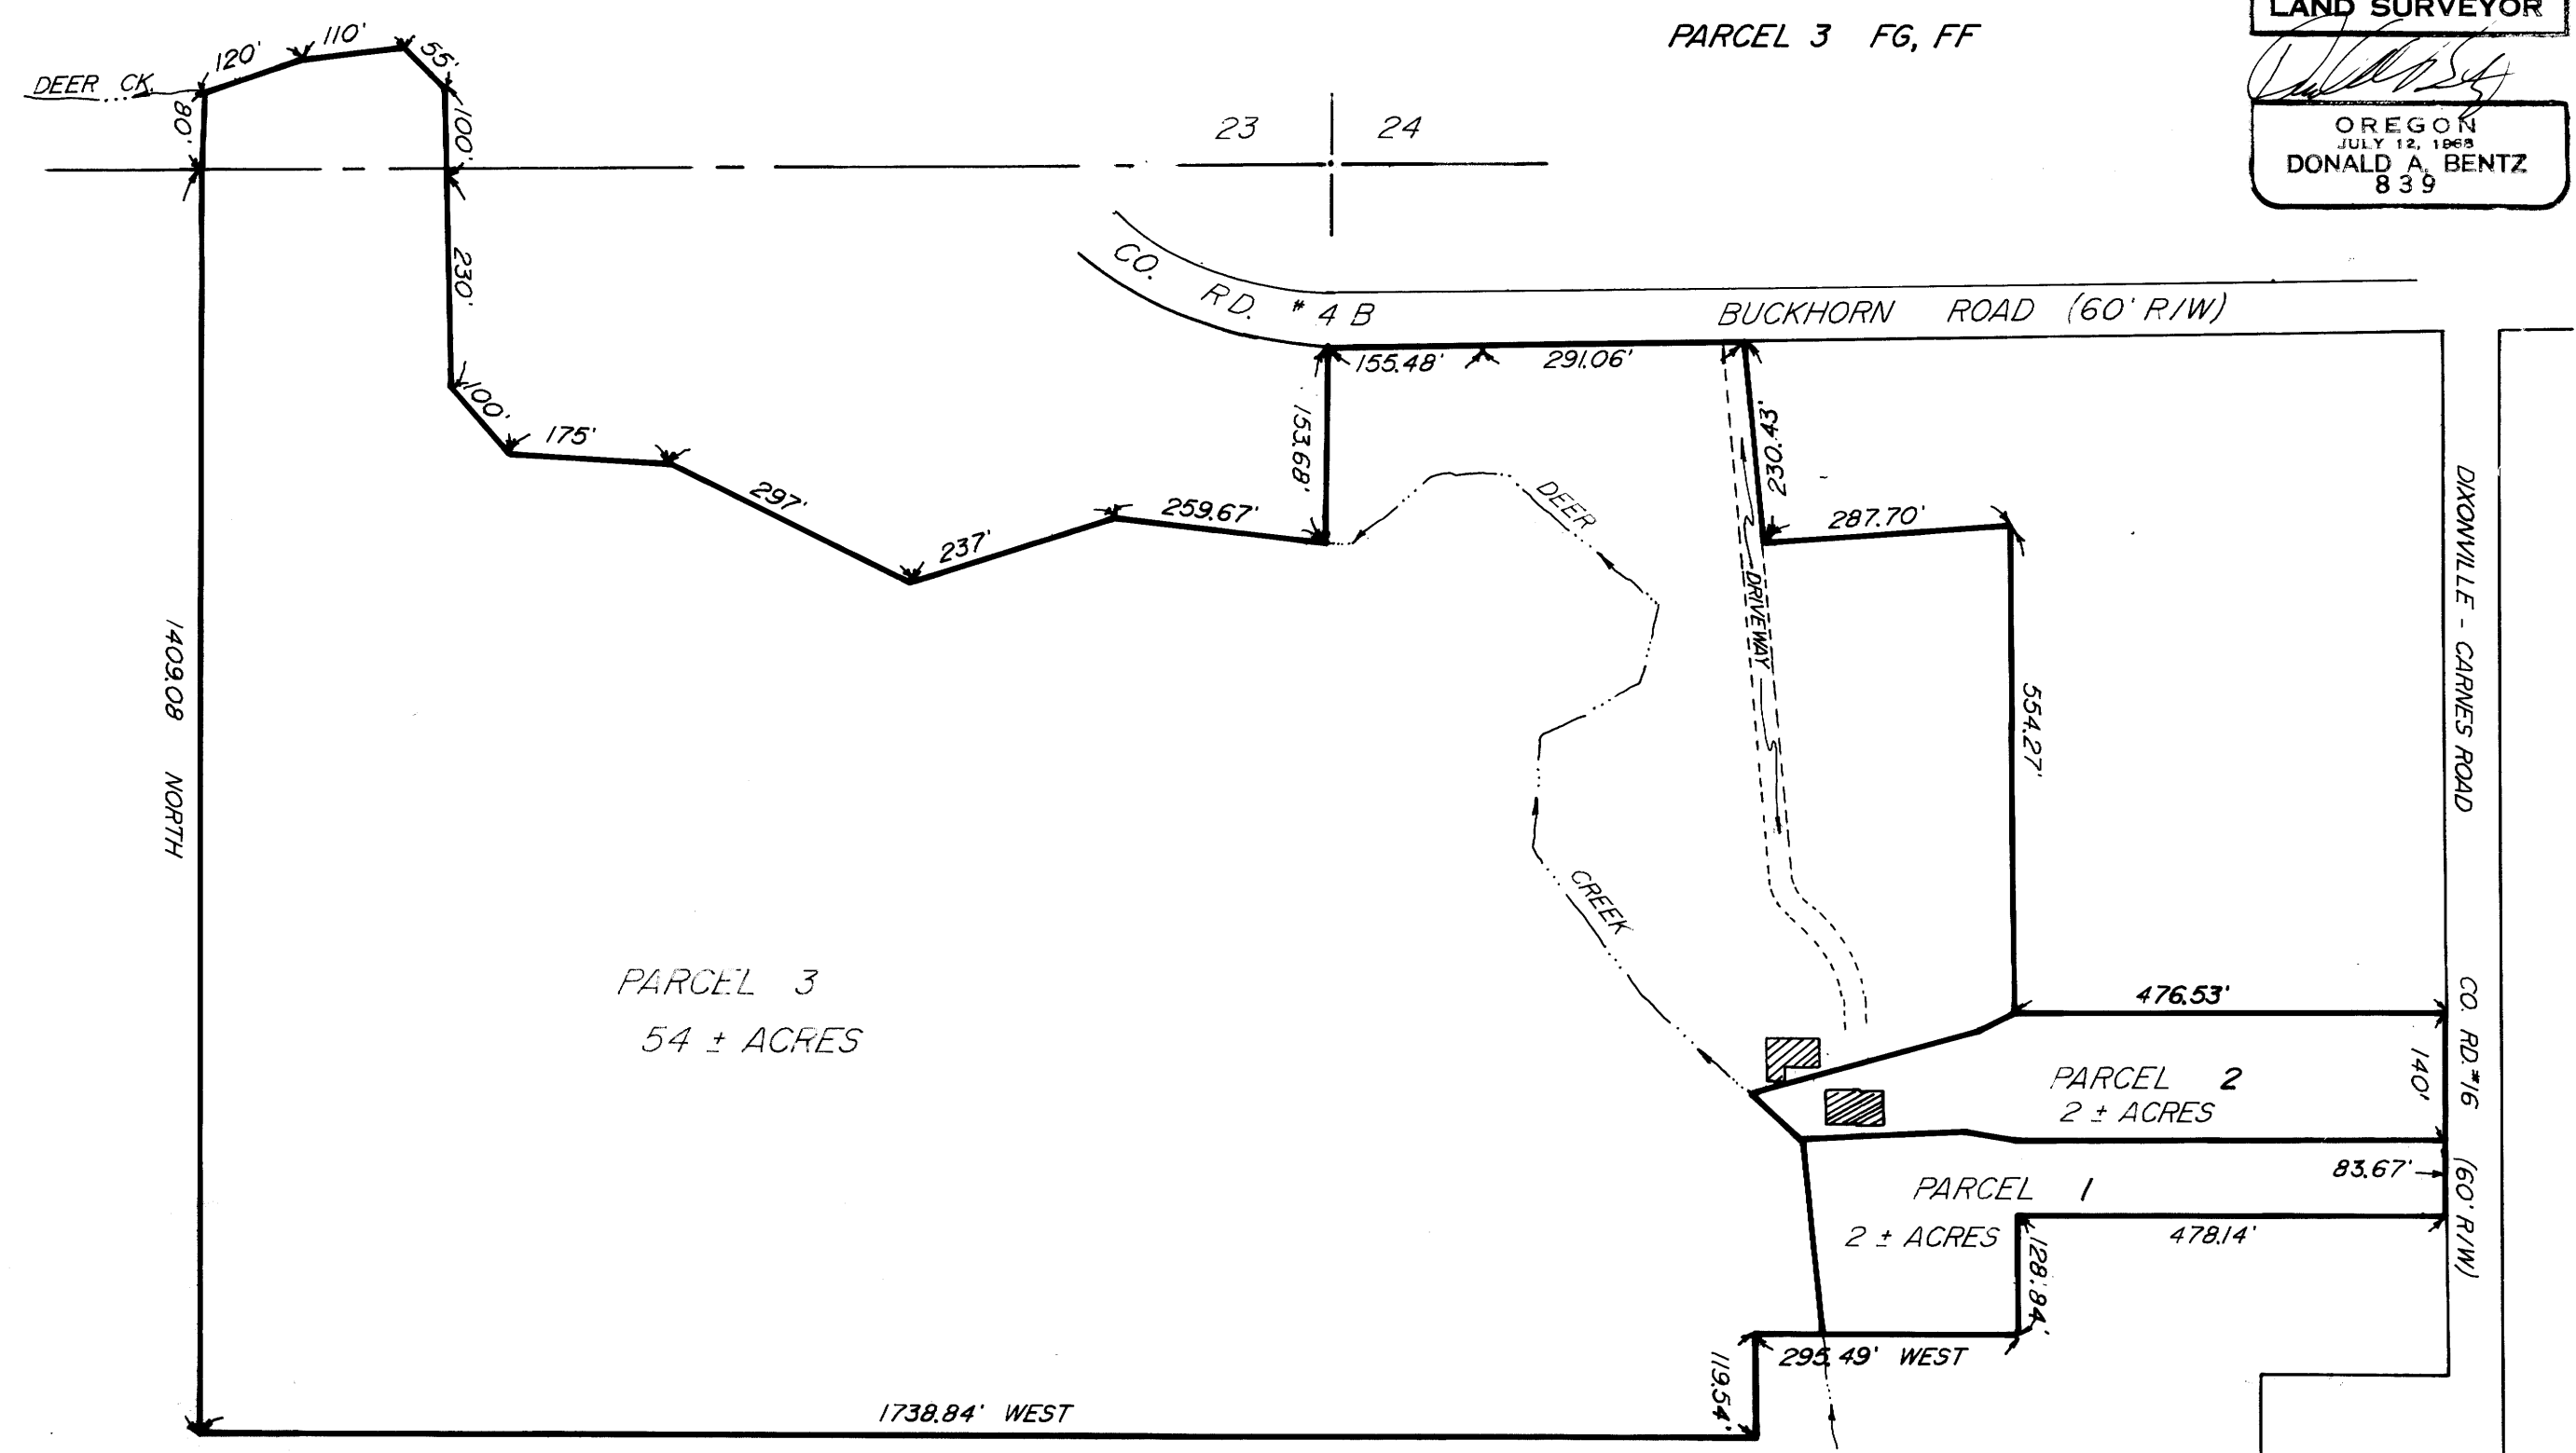 PARCEL 3 FG, FF
LAND SURVEYOR
OREGON
JULY 12, 1968
DONALD A. BENTZ
839
DEER CK.
120'
110'
55'
80'
100'
23
24
230'
CO. RD. #4 B
BUCKHORN ROAD (60' R/W)
155.48'
291.06'
100'
175'
297'
237'
259.67'
153.68'
DEER
CREEK
230.43'
287.70'
DRIVEWAY
554.27'
DIXONVILLE - CARNES ROAD
CO. RD. #16 (60' R/W)
1409.08 NORTH
PARCEL 3
54 ± ACRES
476.53'
140'
PARCEL 2
2 ± ACRES
83.67'
PARCEL 1
2 ± ACRES
478.14'
128.84'
295.49' WEST
119.54'
1738.84' WEST